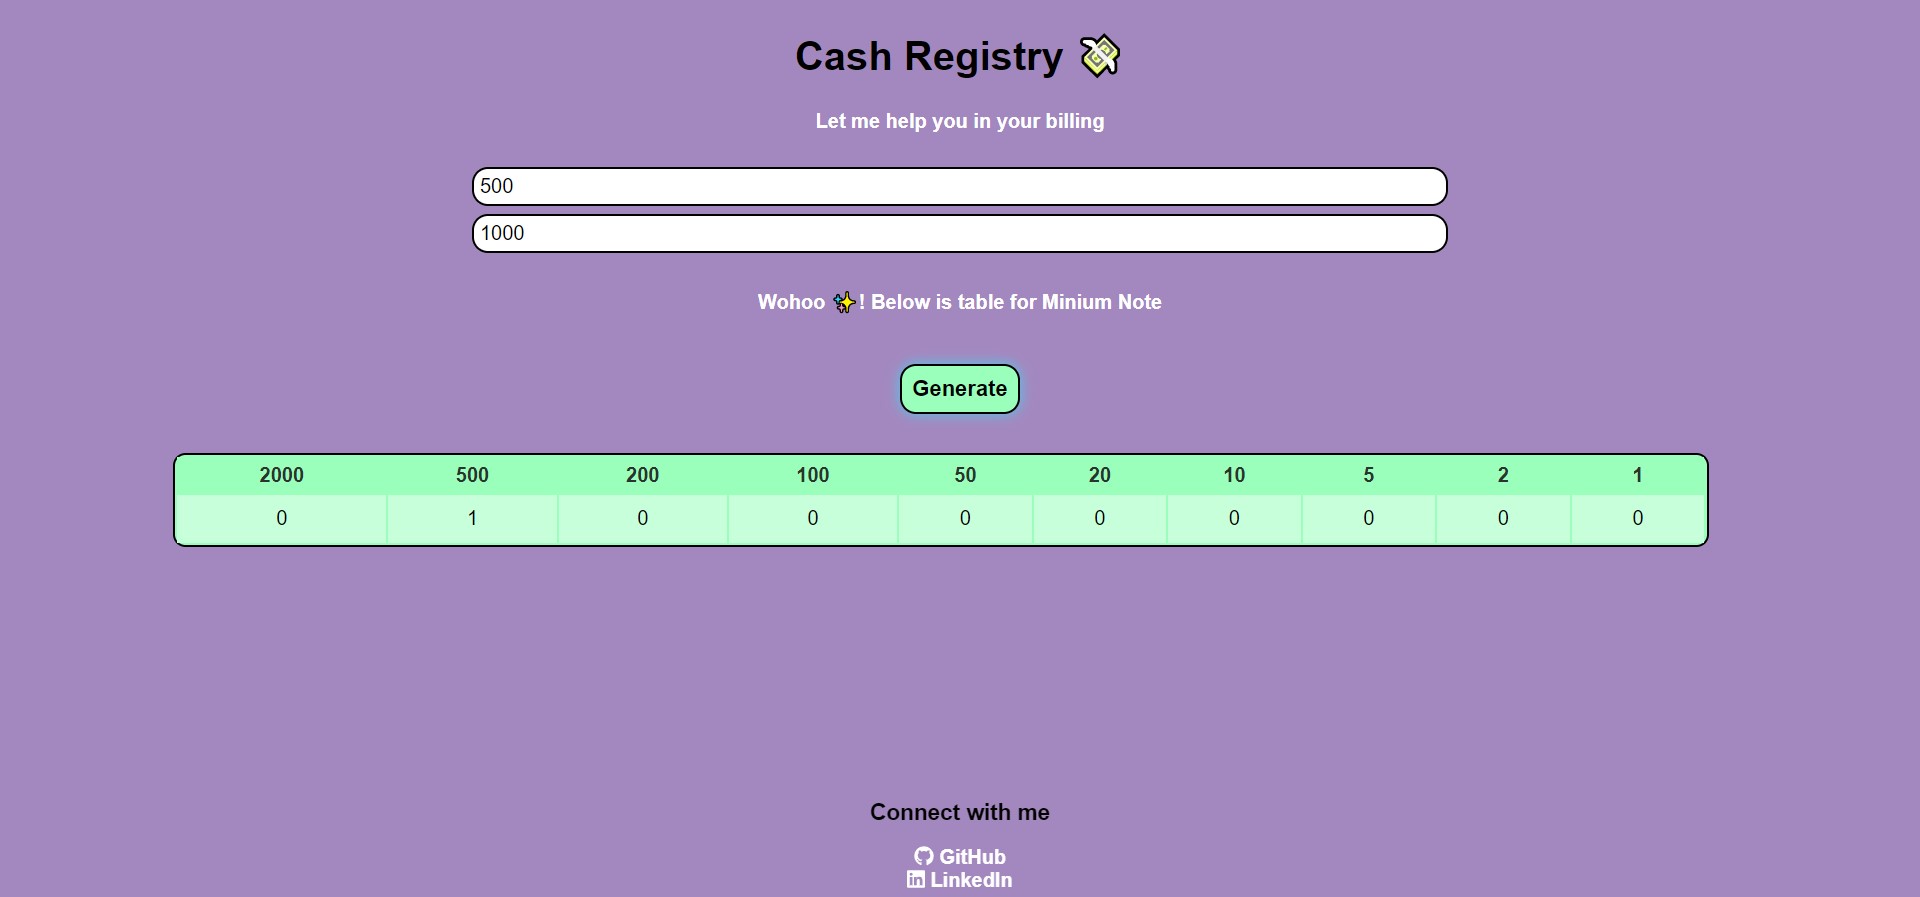 Cash Registry 💸
Let me help you in your billing
500
1000
Wohoo ✨! Below is table for Minium Note
Generate
2000 500 200 100 50 20 10 5 2 1
0 1 0 0 0 0 0 0 0 0
Connect with me
GitHub
LinkedIn